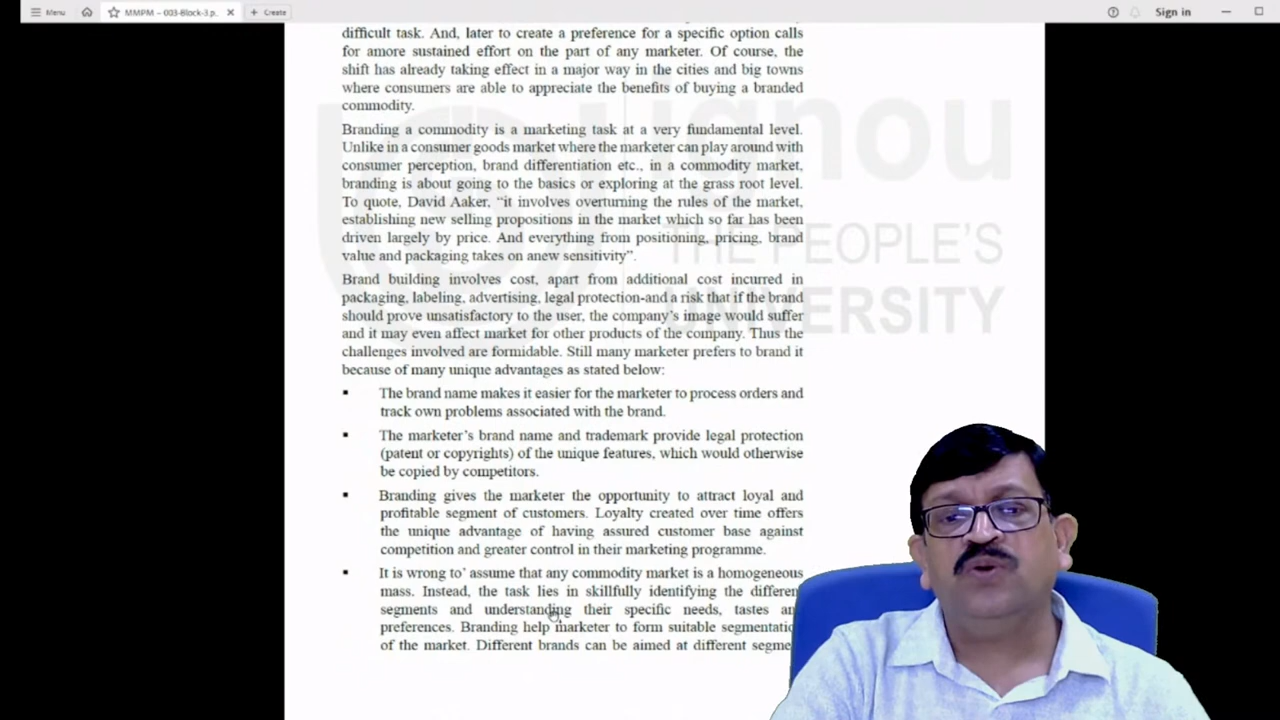 Menu
MMPM – 003-Block-3.p..
Create
Sign in
difficult task. And, later to create a preference for a specific option calls
for amore sustained effort on the part of any marketer. Of course, the
shift has already taking effect in a major way in the cities and big towns
where consumers are able to appreciate the benefits of buying a branded
commodity.
Branding a commodity is a marketing task at a very fundamental level.
Unlike in a consumer goods market where the marketer can play around with
consumer perception, brand differentiation etc., in a commodity market,
branding is about going to the basics or exploring at the grass root level.
To quote, David Aaker, “it involves overturning the rules of the market,
establishing new selling propositions in the market which so far has been
driven largely by price. And everything from positioning, pricing, brand
value and packaging takes on anew sensitivity”.
Brand building involves cost, apart from additional cost incurred in
packaging, labeling, advertising, legal protection-and a risk that if the brand
should prove unsatisfactory to the user, the company’s image would suffer
and it may even affect market for other products of the company. Thus the
challenges involved are formidable. Still many marketer prefers to brand it
because of many unique advantages as stated below:
▪ The brand name makes it easier for the marketer to process orders and
track own problems associated with the brand.
▪ The marketer’s brand name and trademark provide legal protection
(patent or copyrights) of the unique features, which would otherwise
be copied by competitors.
▪ Branding gives the marketer the opportunity to attract loyal and
profitable segment of customers. Loyalty created over time offers
the unique advantage of having assured customer base against
competition and greater control in their marketing programme.
▪ It is wrong to’ assume that any commodity market is a homogeneous
mass. Instead, the task lies in skillfully identifying the differen
segments and understanding their specific needs, tastes an
preferences. Branding help marketer to form suitable segmentatio
of the market. Different brands can be aimed at different segme
ignou
THE PEOPLE’S
UNIVERSITY